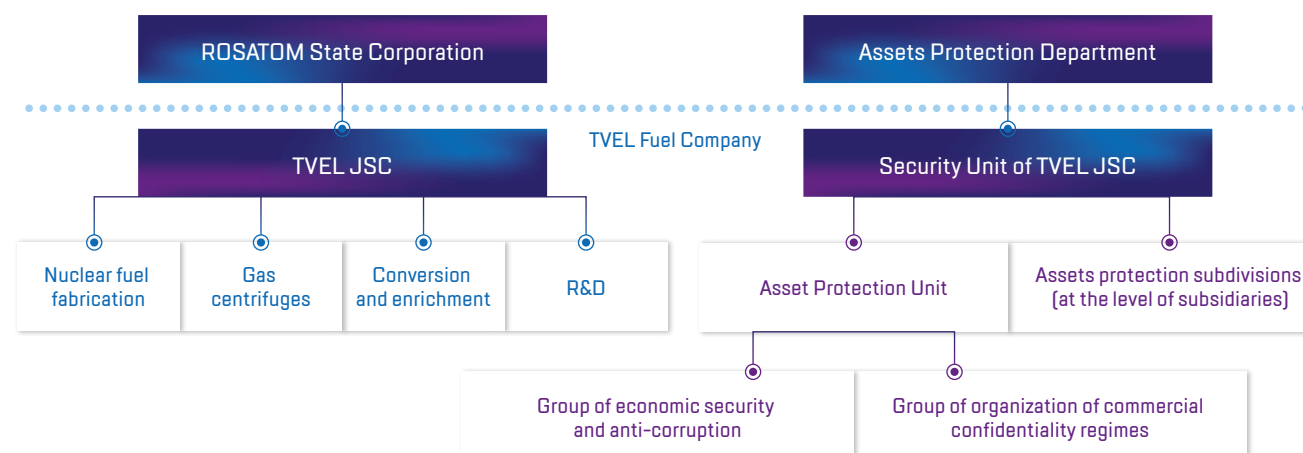 ROSATOM State Corporation
Assets Protection Department
TVEL Fuel Company
TVEL JSC
Security Unit of TVEL JSC
Nuclear fuel
fabrication
Gas
centrifuges
Conversion
and enrichment
R&D
Asset Protection Unit
Assets protection subdivisions
(at the level of subsidiaries)
Group of economic security
and anti-corruption
Group of organization of commercial
confidentiality regimes